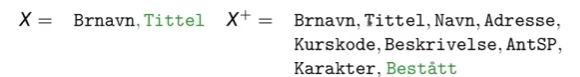 X = Brnavn, Tittel X⁺ = Brnavn, Tittel, Navn, Adresse,
Kurskode, Beskrivelse, AntSP,
Karakter, Bestått